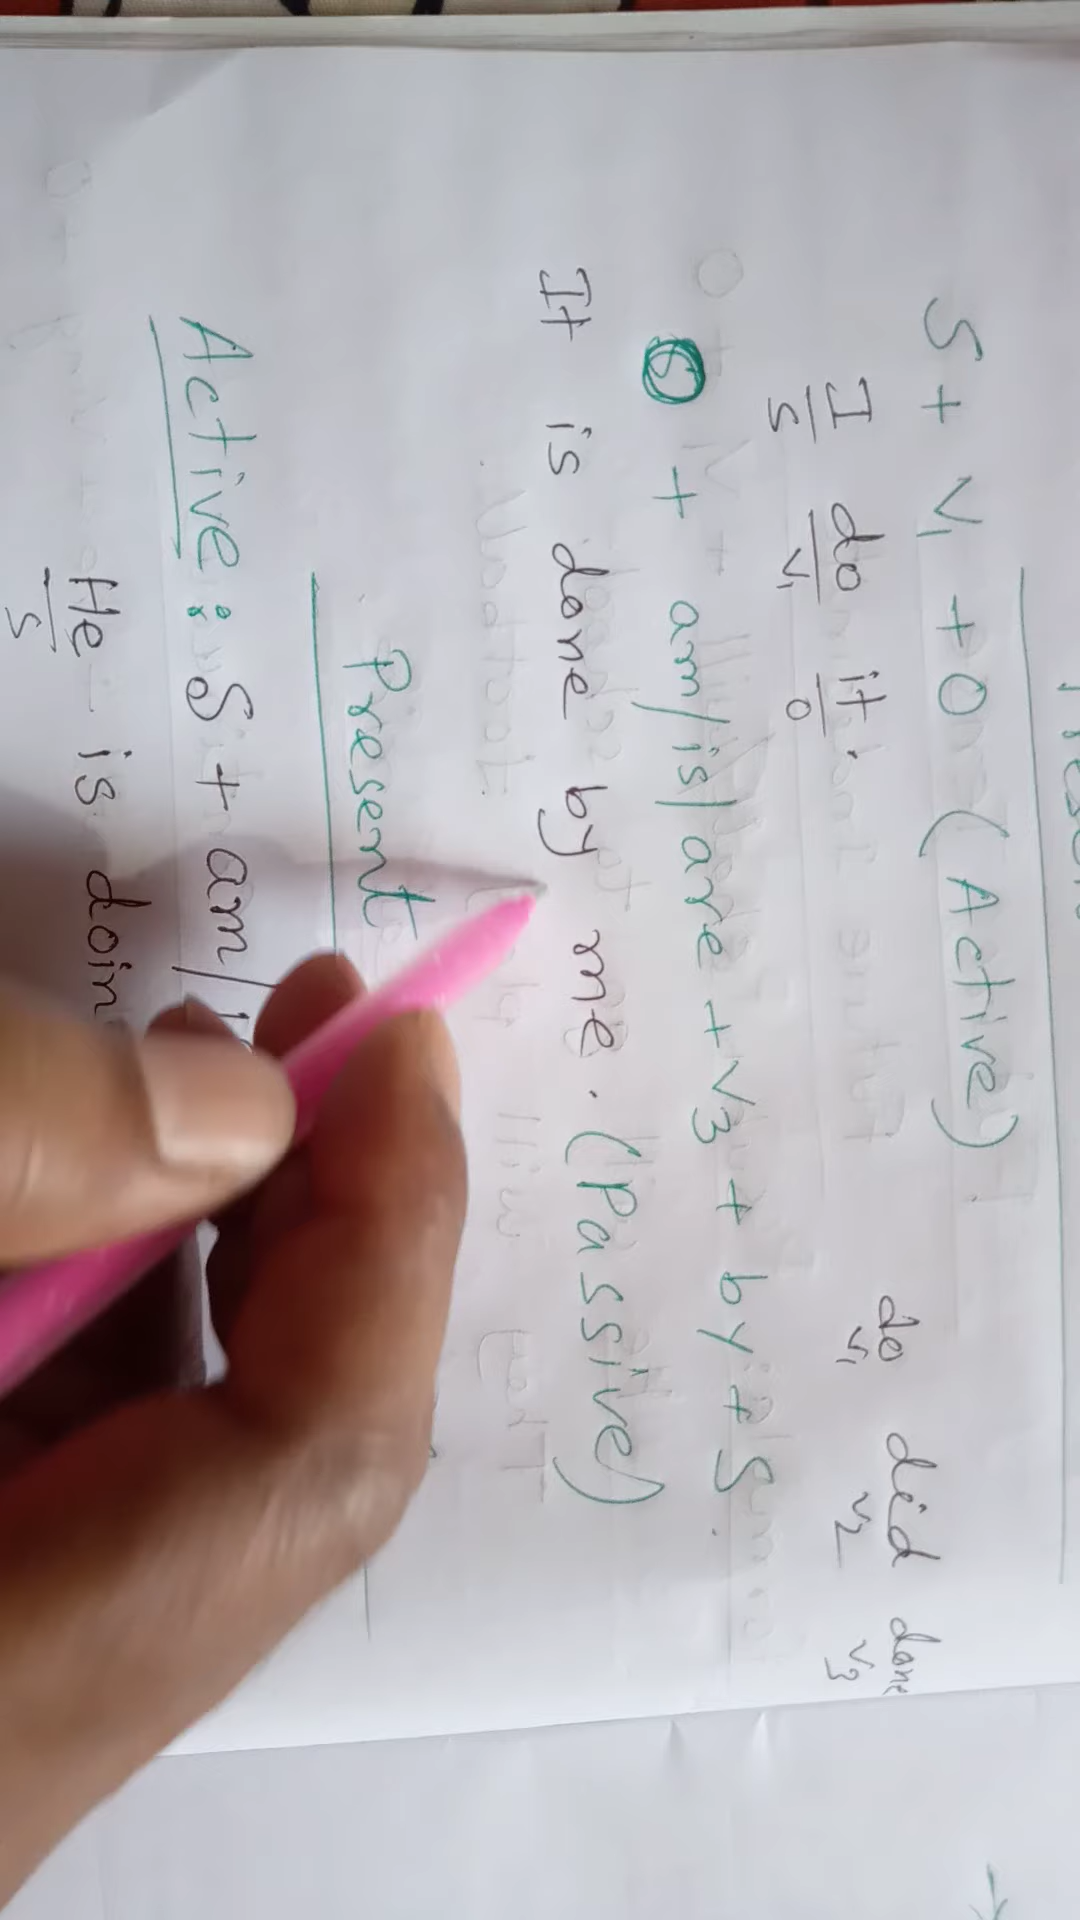 S + V1 + O (Active)
I do it.
S V1 O
do did done
V1 V2 V3
O + am/is/are + V3 + by + S.
It is done by me. (Passive)
Present
Active: S + am/
He is doin
S